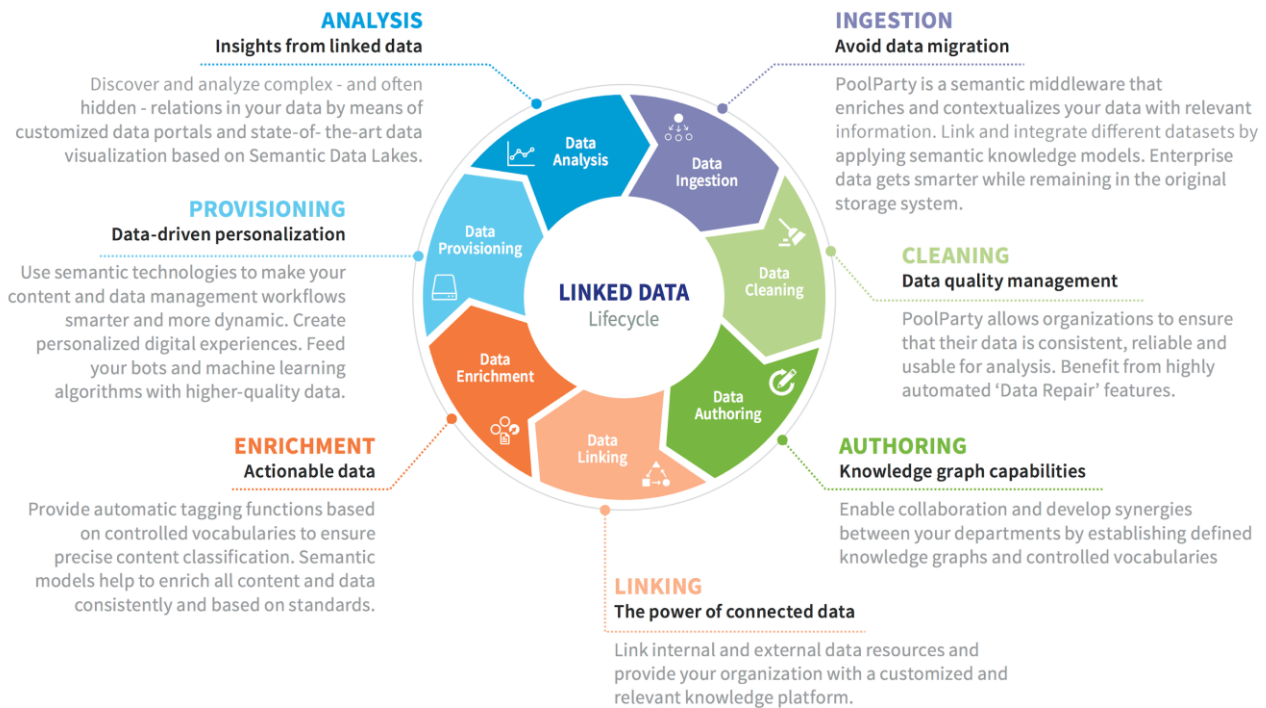 ANALYSIS
Insights from linked data
Discover and analyze complex - and often
hidden - relations in your data by means of
customized data portals and state-of- the-art data
visualization based on Semantic Data Lakes.
INGESTION
Avoid data migration
PoolParty is a semantic middleware that
enriches and contextualizes your data with relevant
information. Link and integrate different datasets by
applying semantic knowledge models. Enterprise
data gets smarter while remaining in the original
storage system.
PROVISIONING
Data-driven personalization
Use semantic technologies to make your
content and data management workflows
smarter and more dynamic. Create
personalized digital experiences. Feed
your bots and machine learning
algorithms with higher-quality data.
CLEANING
Data quality management
PoolParty allows organizations to ensure
that their data is consistent, reliable and
usable for analysis. Benefit from highly
automated ‘Data Repair’ features.
ENRICHMENT
Actionable data
Provide automatic tagging functions based
on controlled vocabularies to ensure
precise content classification. Semantic
models help to enrich all content and data
consistently and based on standards.
AUTHORING
Knowledge graph capabilities
Enable collaboration and develop synergies
between your departments by establishing defined
knowledge graphs and controlled vocabularies
LINKING
The power of connected data
Link internal and external data resources and
provide your organization with a customized and
relevant knowledge platform.
Data
Analysis
Data
Ingestion
Data
Cleaning
Data
Authoring
Data
Linking
Data
Enrichment
Data
Provisioning
LINKED DATA
Lifecycle